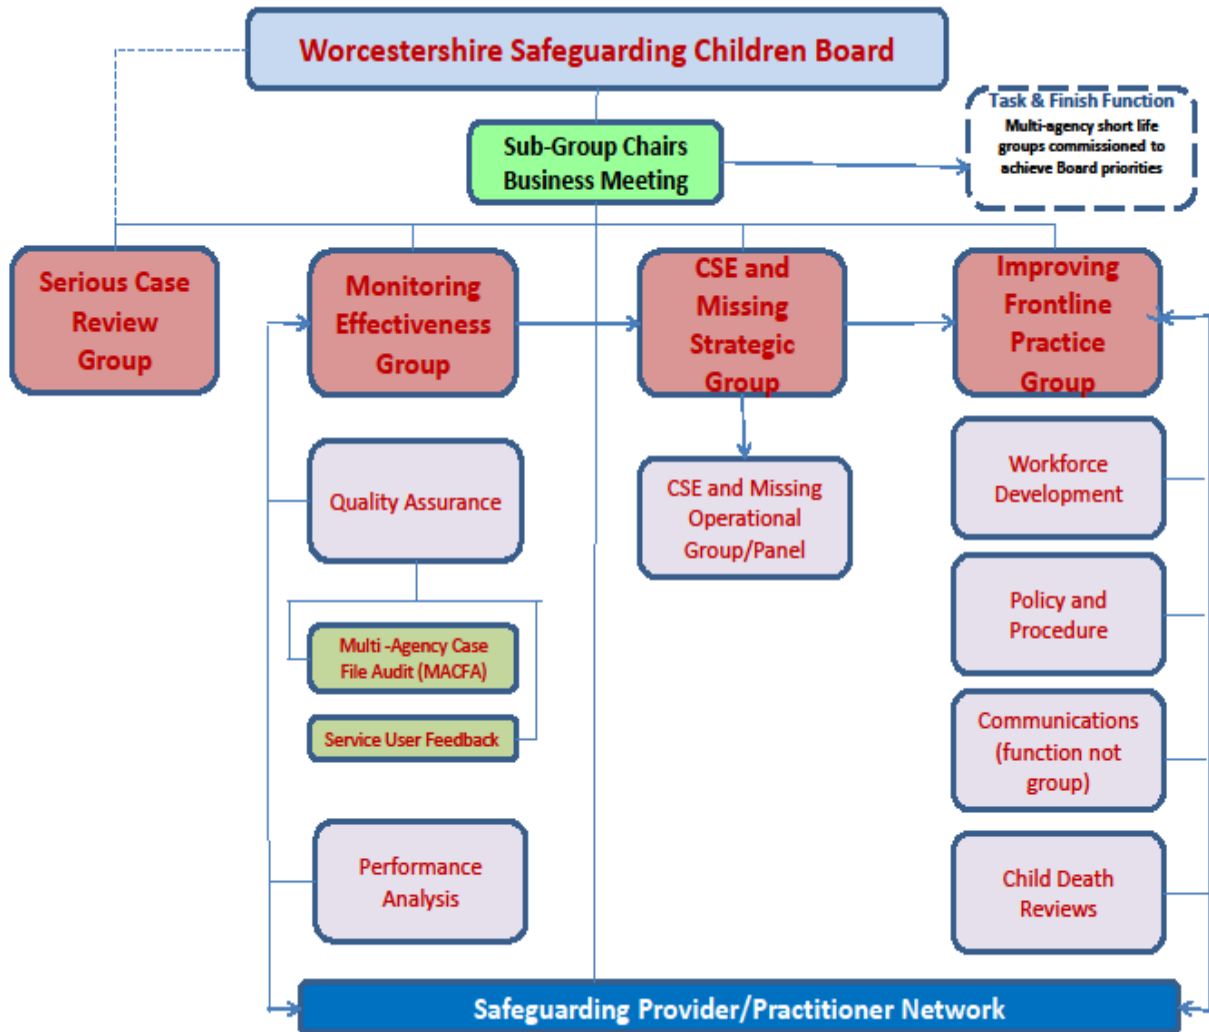 Worcestershire Safeguarding Children Board
Task & Finish Function
Multi-agency short life
groups commissioned to
achieve Board priorities
Sub-Group Chairs
Business Meeting
Serious Case
Review
Group
Monitoring
Effectiveness
Group
CSE and
Missing
Strategic
Group
Improving
Frontline
Practice
Group
Quality Assurance
Multi -Agency Case
File Audit (MACFA)
Service User Feedback
Performance
Analysis
CSE and Missing
Operational
Group/Panel
Workforce
Development
Policy and
Procedure
Communications
(function not
group)
Child Death
Reviews
Safeguarding Provider/Practitioner Network